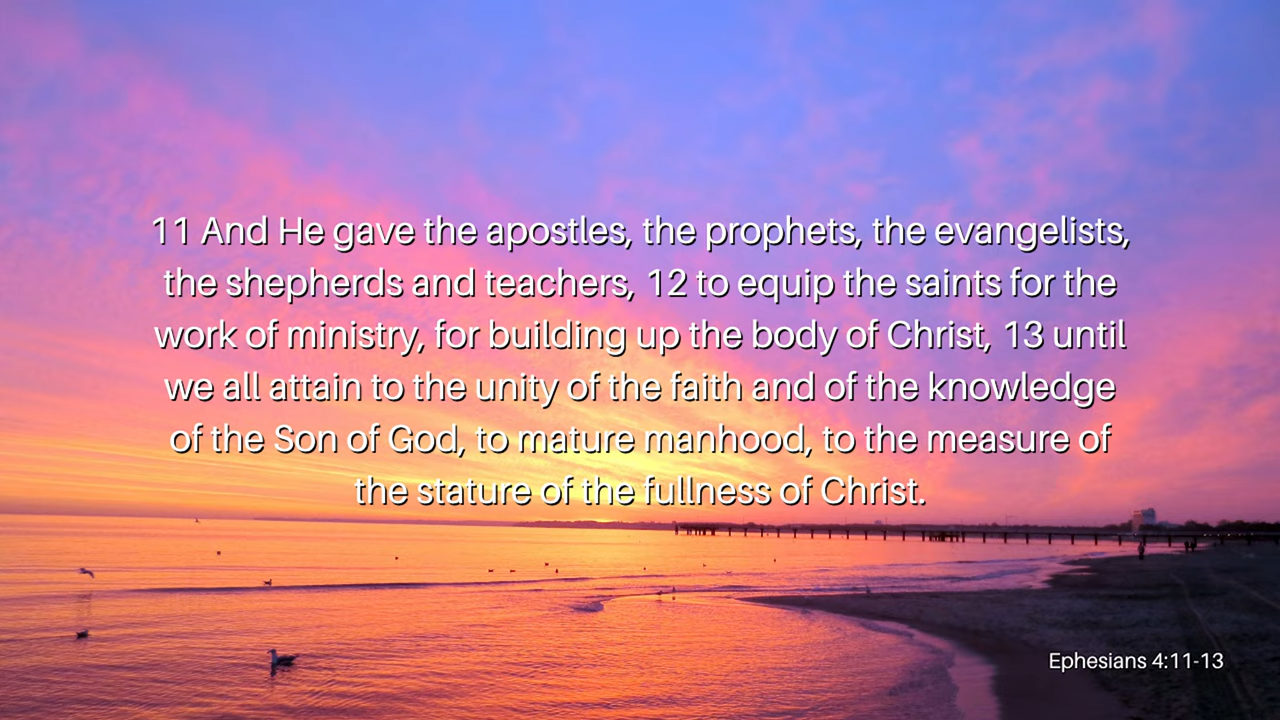 11 And He gave the apostles, the prophets, the evangelists,
the shepherds and teachers, 12 to equip the saints for the
work of ministry, for building up the body of Christ, 13 until
we all attain to the unity of the faith and of the knowledge
of the Son of God, to mature manhood, to the measure of
the stature of the fullness of Christ.
Ephesians 4:11-13